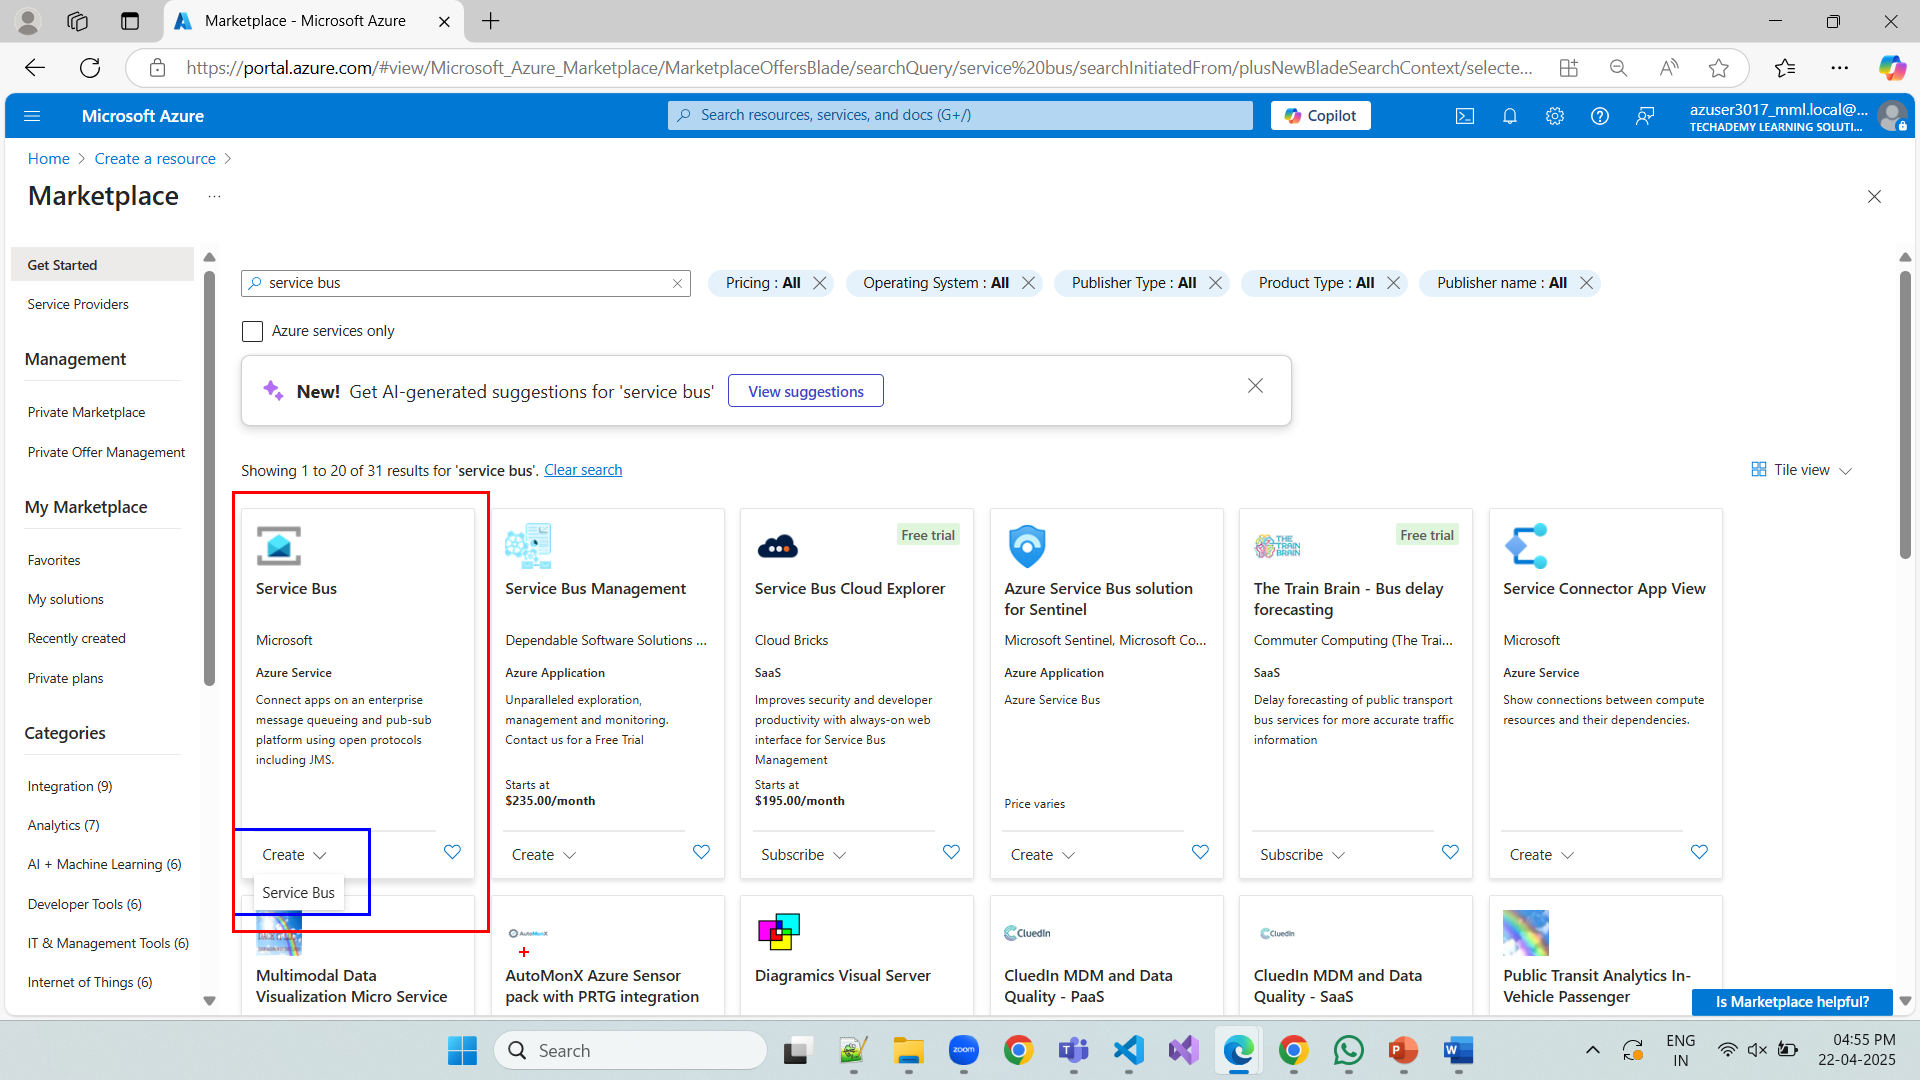 Marketplace - Microsoft Azure
https://portal.azure.com/#view/Microsoft_Azure_Marketplace/MarketplaceOffersBlade/searchQuery/service%20bus/searchInitiatedFrom/plusNewBladeSearchContext/selecte...
Microsoft Azure
Search resources, services, and docs (G+/)
Copilot
azuser3017_mml.local@...
TECHADEMY LEARNING SOLUTI...
Home > Create a resource >
Marketplace ...
Get Started
Service Providers
Management
Private Marketplace
Private Offer Management
My Marketplace
Favorites
My solutions
Recently created
Private plans
Categories
Integration (9)
Analytics (7)
AI + Machine Learning (6)
Developer Tools (6)
IT & Management Tools (6)
Internet of Things (6)
service bus
Pricing : All
Operating System : All
Publisher Type : All
Product Type : All
Publisher name : All
Azure services only
New! Get AI-generated suggestions for 'service bus'
View suggestions
Showing 1 to 20 of 31 results for 'service bus'. Clear search
Tile view
Service Bus
Microsoft
Azure Service
Connect apps on an enterprise
message queueing and pub-sub
platform using open protocols
including JMS.
Create
Service Bus
Service Bus Management
Dependable Software Solutions ...
Azure Application
Unparalleled exploration,
management and monitoring.
Contact us for a Free Trial
Starts at
$235.00/month
Create
Free trial
Service Bus Cloud Explorer
Cloud Bricks
SaaS
Improves security and developer
productivity with always-on web
interface for Service Bus
Management
Starts at
$195.00/month
Subscribe
Azure Service Bus solution
for Sentinel
Microsoft Sentinel, Microsoft Co...
Azure Application
Azure Service Bus
Price varies
Create
THE TRAIN BRAIN
Free trial
The Train Brain - Bus delay
forecasting
Commuter Computing (The Trai...
SaaS
Delay forecasting of public transport
bus services for more accurate traffic
information
Subscribe
Service Connector App View
Microsoft
Azure Service
Show connections between compute
resources and their dependencies.
Create
Multimodal Data
Visualization Micro Service
AutoMonX
AutoMonX Azure Sensor
pack with PRTG integration
Diagramics Visual Server
CluedIn
CluedIn MDM and Data
Quality - PaaS
CluedIn
CluedIn MDM and Data
Quality - SaaS
Public Transit Analytics In-
Vehicle Passenger
Is Marketplace helpful?
Search
zoom
ENG
IN
04:55 PM
22-04-2025